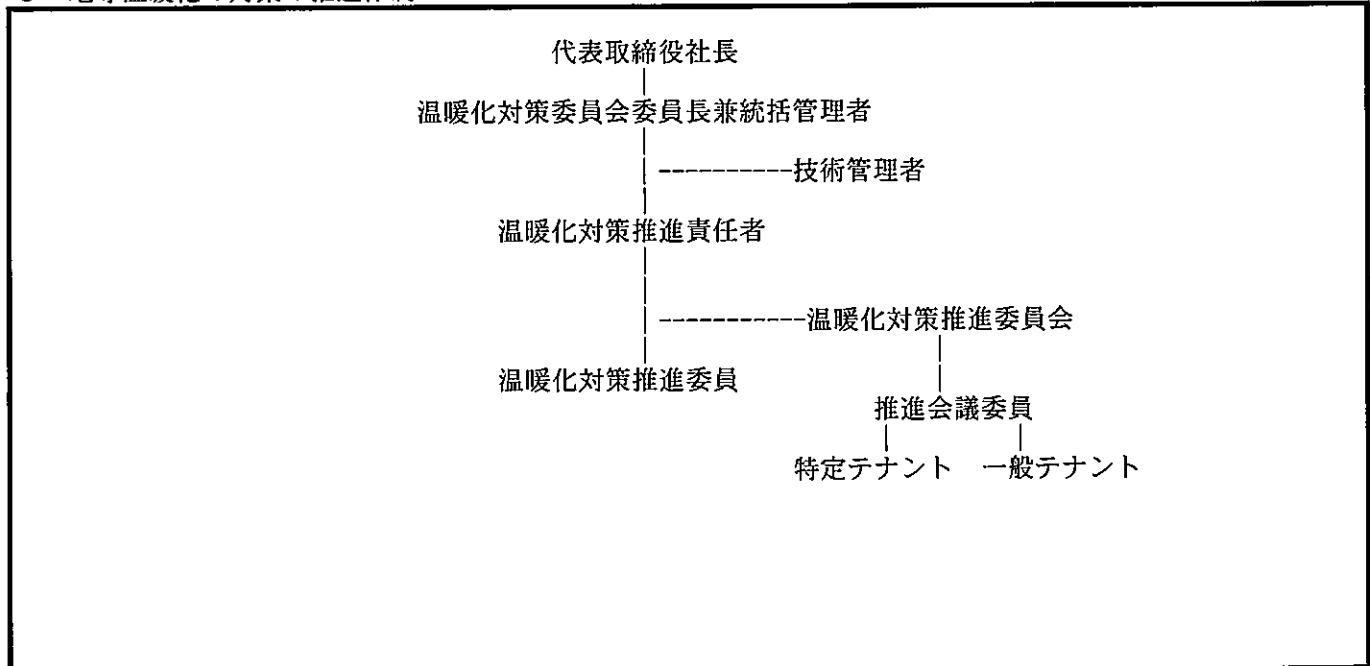 代表取締役社長
温暖化対策委員会委員長兼統括管理者
技術管理者
温暖化対策推進責任者
温暖化対策推進委員会
温暖化対策推進委員
推進会議委員
特定テナント 一般テナント